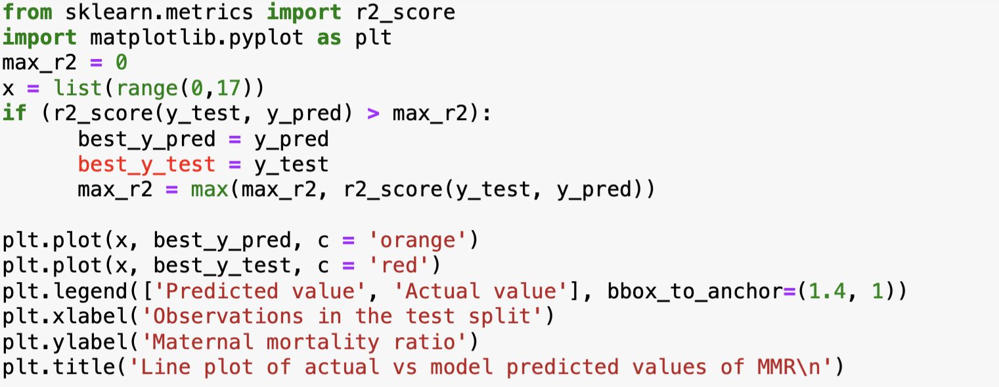 from sklearn.metrics import r2_score
import matplotlib.pyplot as plt
max_r2 = 0
x = list(range(0,17))
if (r2_score(y_test, y_pred) > max_r2):
      best_y_pred = y_pred
      best_y_test = y_test
      max_r2 = max(max_r2, r2_score(y_test, y_pred))

plt.plot(x, best_y_pred, c = 'orange')
plt.plot(x, best_y_test, c = 'red')
plt.legend(['Predicted value', 'Actual value'], bbox_to_anchor=(1.4, 1))
plt.xlabel('Observations in the test split')
plt.ylabel('Maternal mortality ratio')
plt.title('Line plot of actual vs model predicted values of MMR\n')